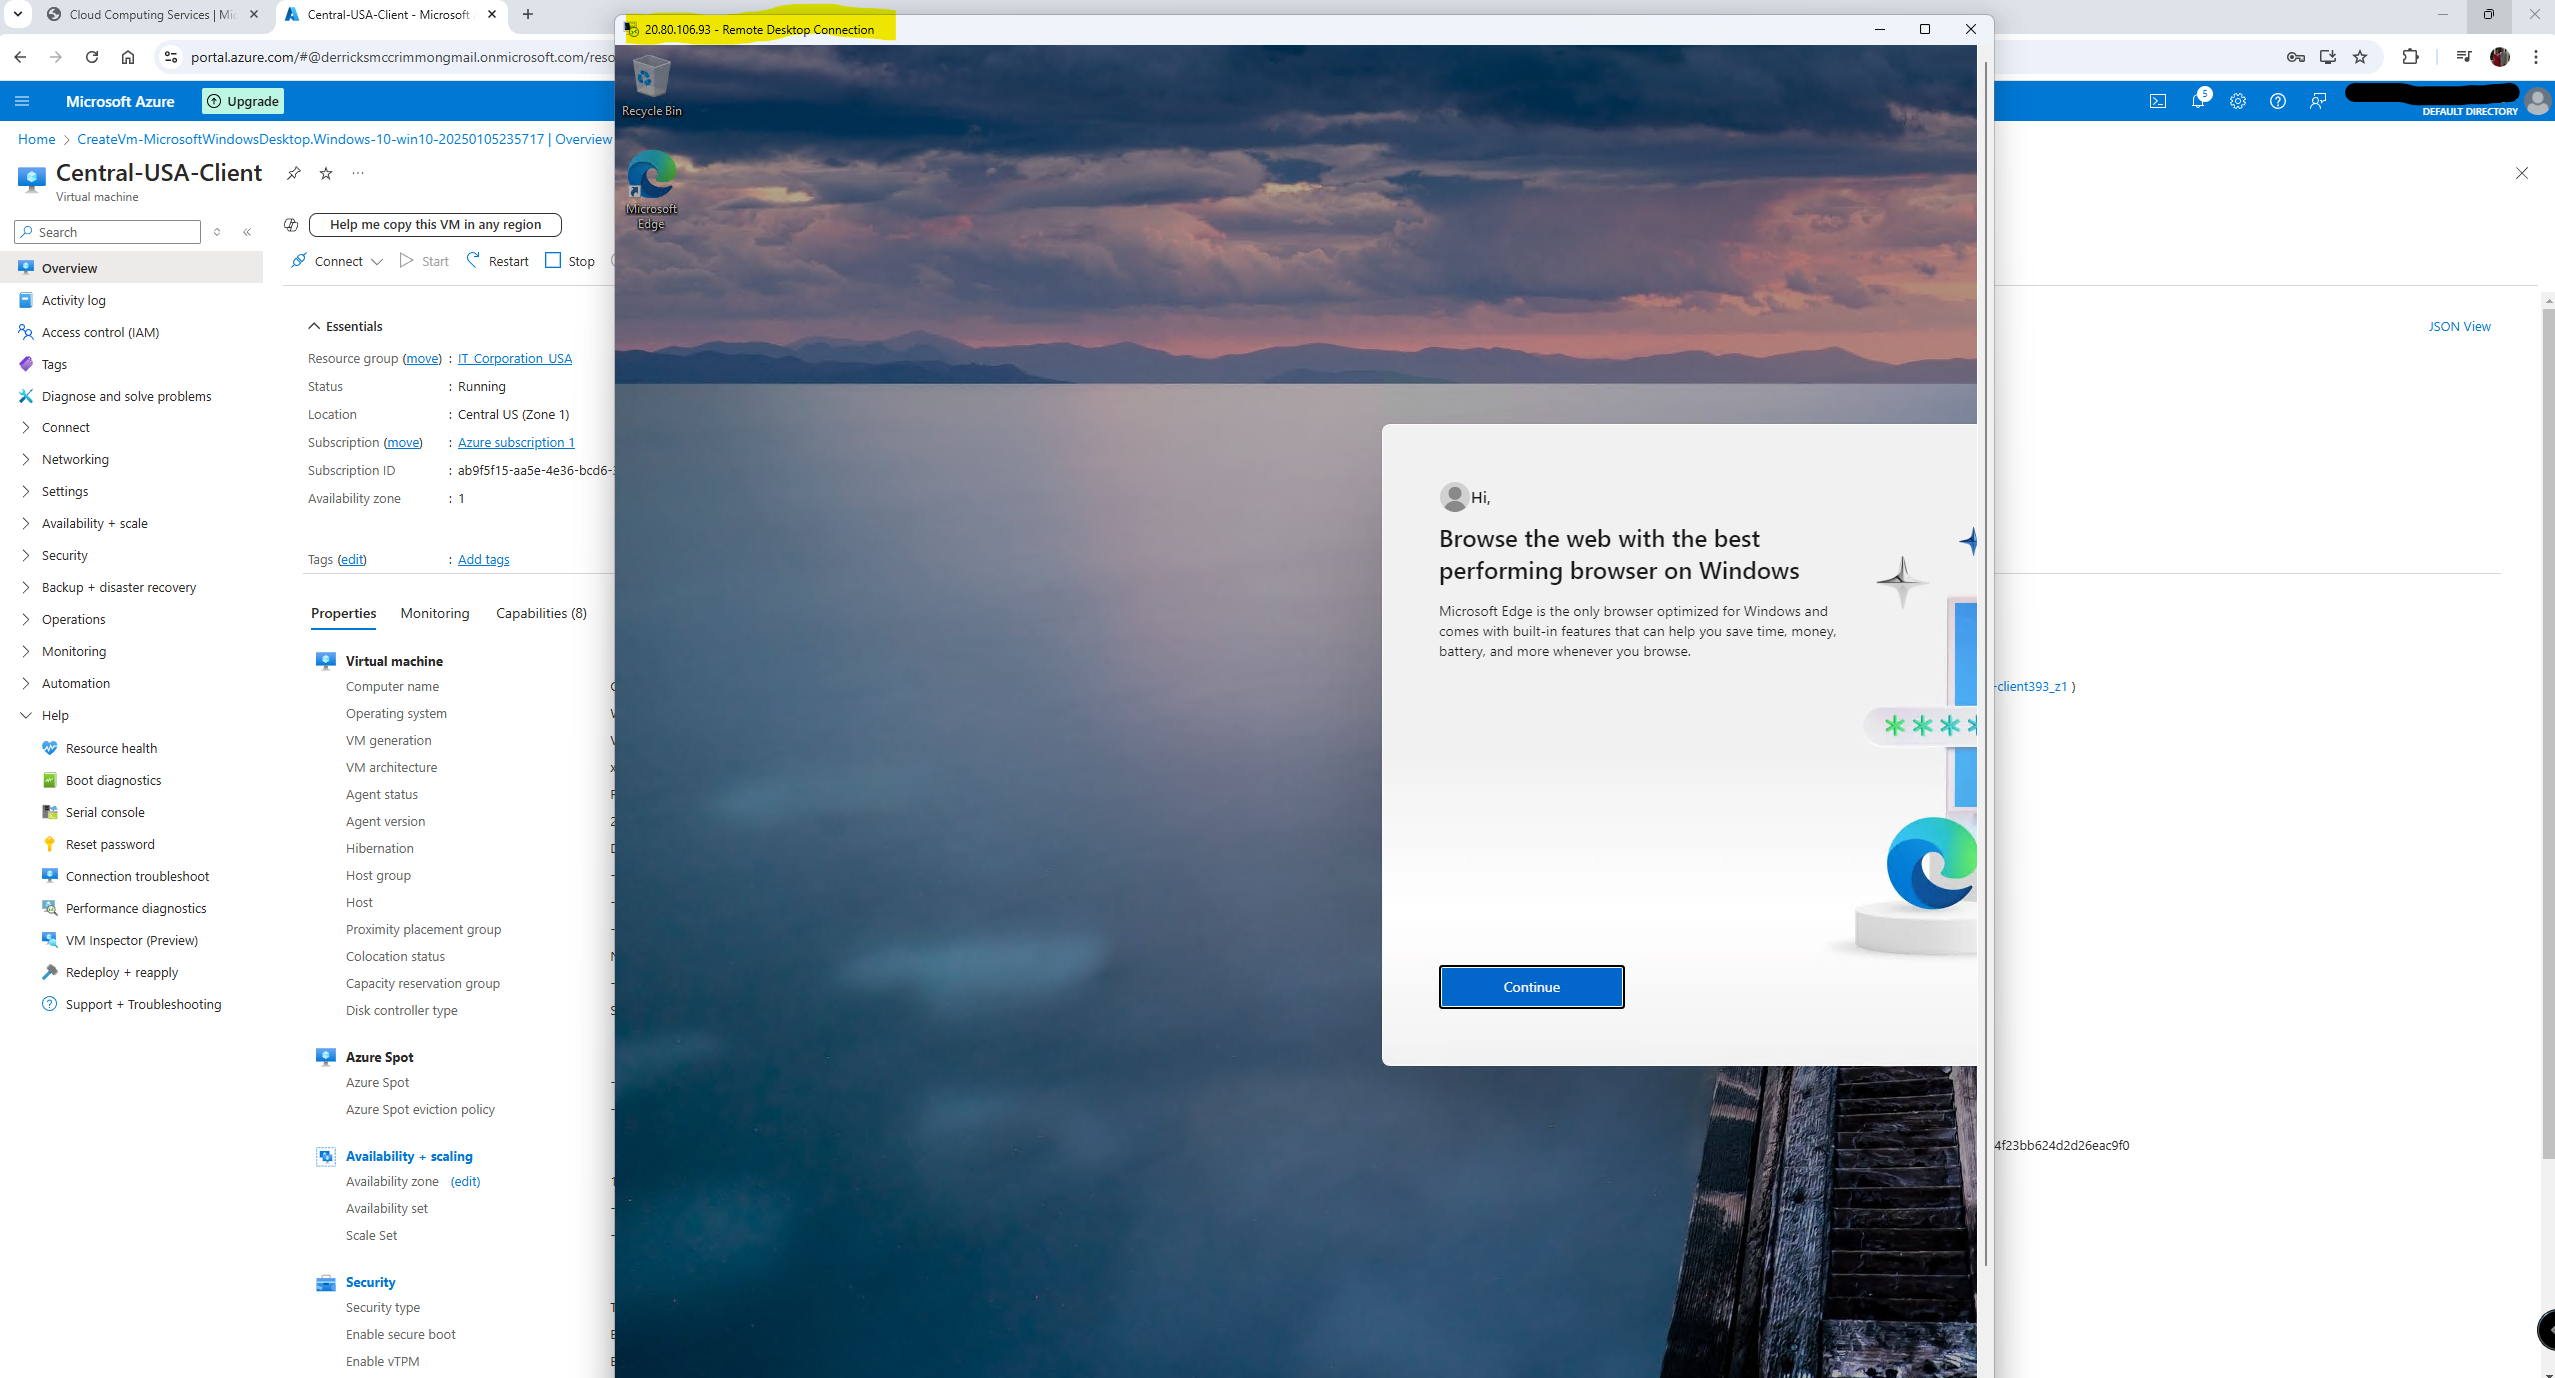 Cloud Computing Services | Mi
Central-USA-Client - Microsoft
20.80.106.93 - Remote Desktop Connection
portal.azure.com/#@derricksmccrimmongmail.onmicrosoft.com/reso
Microsoft Azure
Upgrade
5
DEFAULT DIRECTORY
Home > CreateVm-MicrosoftWindowsDesktop.Windows-10-win10-20250105235717 | Overview
Central-USA-Client
Virtual machine
Search
Help me copy this VM in any region
Connect
Start
Restart
Stop
Overview
Activity log
Access control (IAM)
Tags
Diagnose and solve problems
Connect
Networking
Settings
Availability + scale
Security
Backup + disaster recovery
Operations
Monitoring
Automation
Help
Resource health
Boot diagnostics
Serial console
Reset password
Connection troubleshoot
Performance diagnostics
VM Inspector (Preview)
Redeploy + reapply
Support + Troubleshooting
Essentials
JSON View
Resource group (move) : IT_Corporation_USA
Status : Running
Location : Central US (Zone 1)
Subscription (move) : Azure subscription 1
Subscription ID : ab9f5f15-aa5e-4e36-bcd6-
Availability zone : 1
Tags (edit) : Add tags
Properties
Monitoring
Capabilities (8)
Virtual machine
Computer name
Operating system
VM generation
VM architecture
Agent status
Agent version
Hibernation
Host group
Host
Proximity placement group
Colocation status
Capacity reservation group
Disk controller type
Azure Spot
Azure Spot
Azure Spot eviction policy
Availability + scaling
Availability zone (edit)
Availability set
Scale Set
Security
Security type
Enable secure boot
Enable vTPM
Recycle Bin
Microsoft
Edge
Hi,
Browse the web with the best
performing browser on Windows
Microsoft Edge is the only browser optimized for Windows and
comes with built-in features that can help you save time, money,
battery, and more whenever you browse.
Continue
-client393_z1 )
4f23bb624d2d26eac9f0